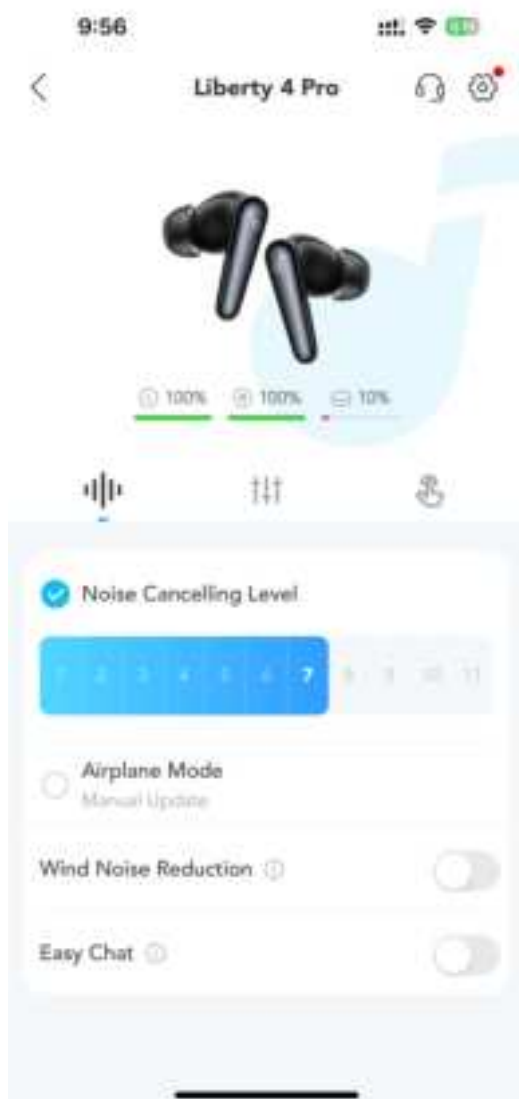 9:56
Liberty 4 Pro
L 100% R 100% 10%
Noise Cancelling Level
1 2 3 4 5 6 7 8 9 10 11
Airplane Mode
Manual Update
Wind Noise Reduction
Easy Chat